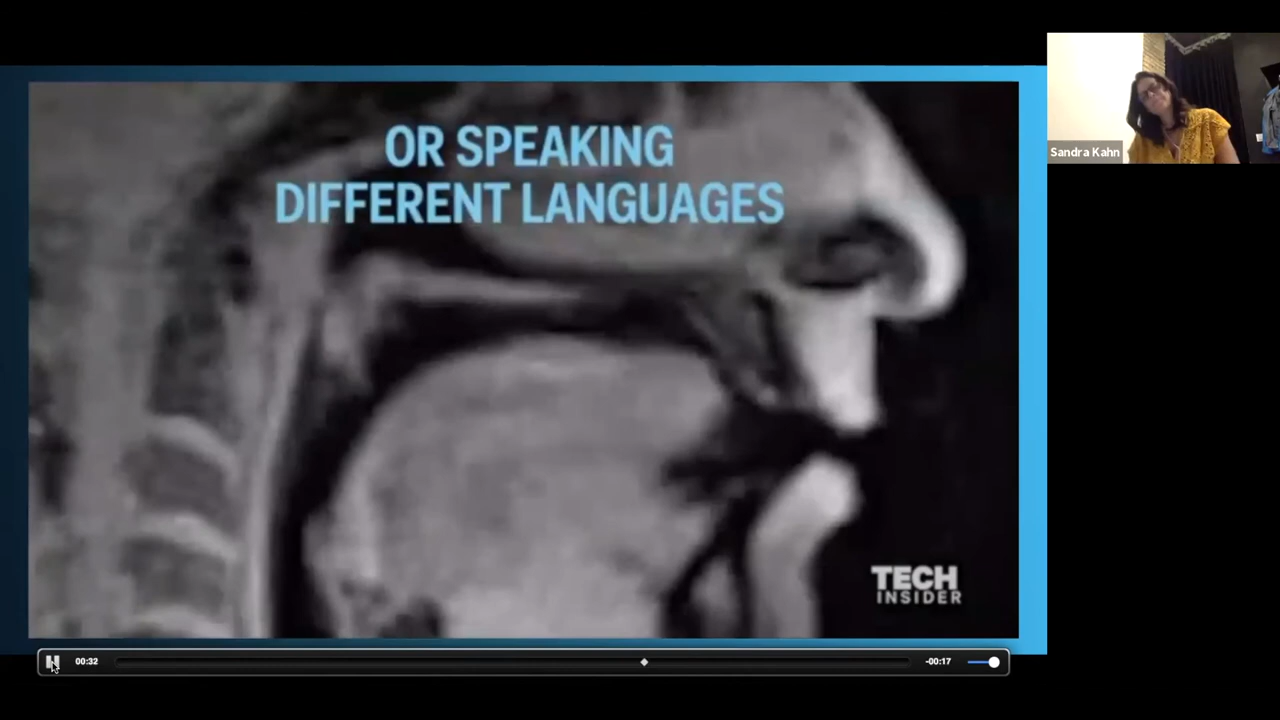 OR SPEAKING
DIFFERENT LANGUAGES
Sandra Kahn
TECH
INSIDER
00:32
-00:17